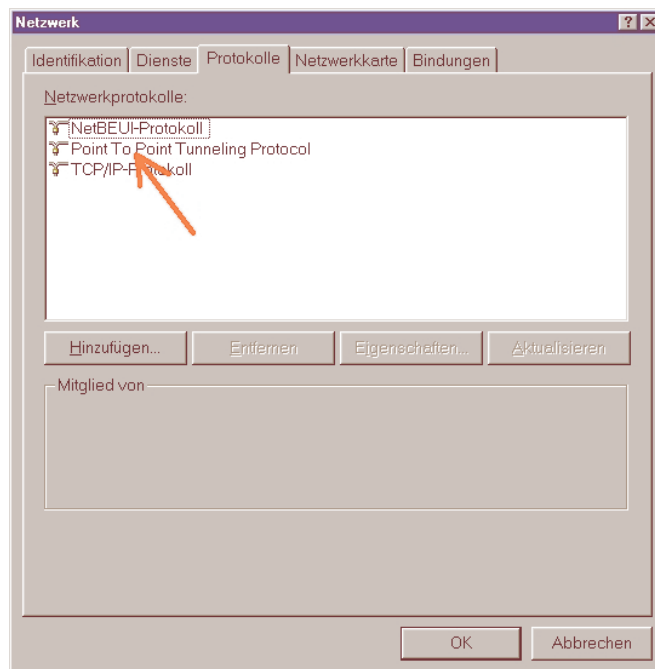 Netzwerk
Identifikation Dienste Protokolle Netzwerkkarte Bindungen
Netzwerkprotokolle:
NetBEUI-Protokoll
Point To Point Tunneling Protocol
TCP/IP-Protokoll
Hinzufügen... Entfernen Eigenschaften... Aktualisieren
Mitglied von
OK Abbrechen